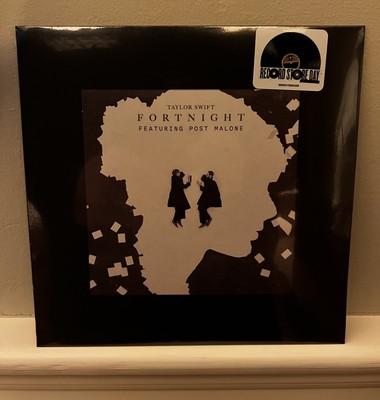 TAYLOR SWIFT
FORTNIGHT
FEATURING POST MALONE
RECORD STORE DAY